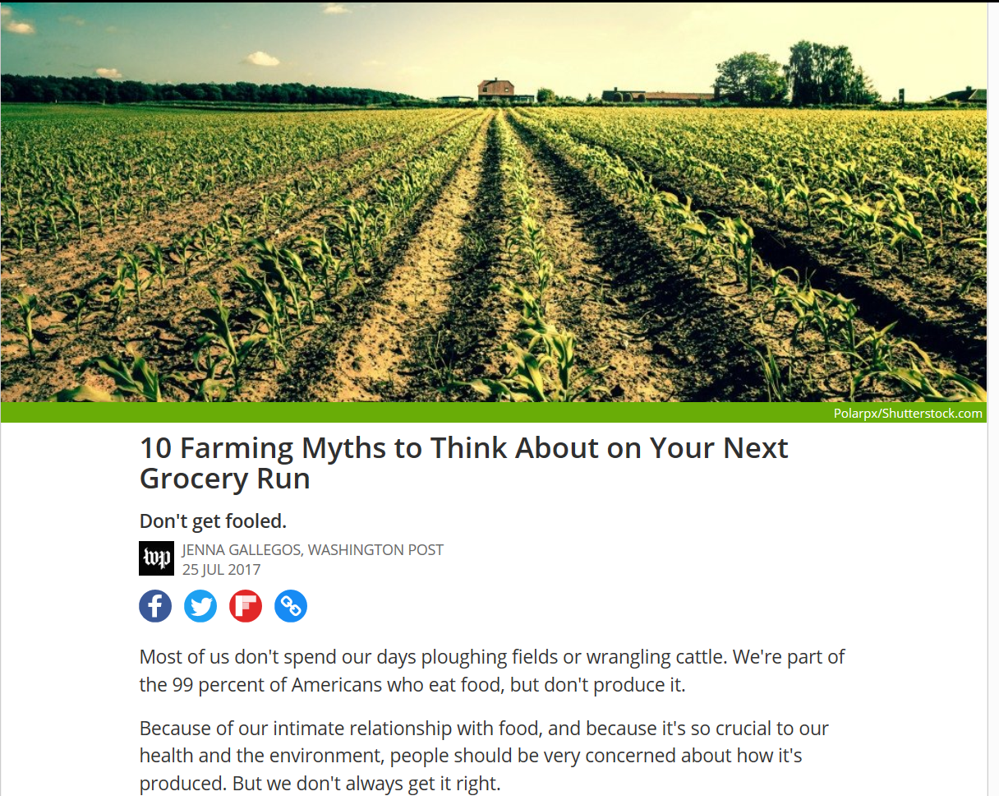 Polarpx/Shutterstock.com
10 Farming Myths to Think About on Your Next
Grocery Run
Don't get fooled.
wp
JENNA GALLEGOS, WASHINGTON POST
25 JUL 2017
Most of us don't spend our days ploughing fields or wrangling cattle. We're part of
the 99 percent of Americans who eat food, but don't produce it.
Because of our intimate relationship with food, and because it's so crucial to our
health and the environment, people should be very concerned about how it's
produced. But we don't always get it right.